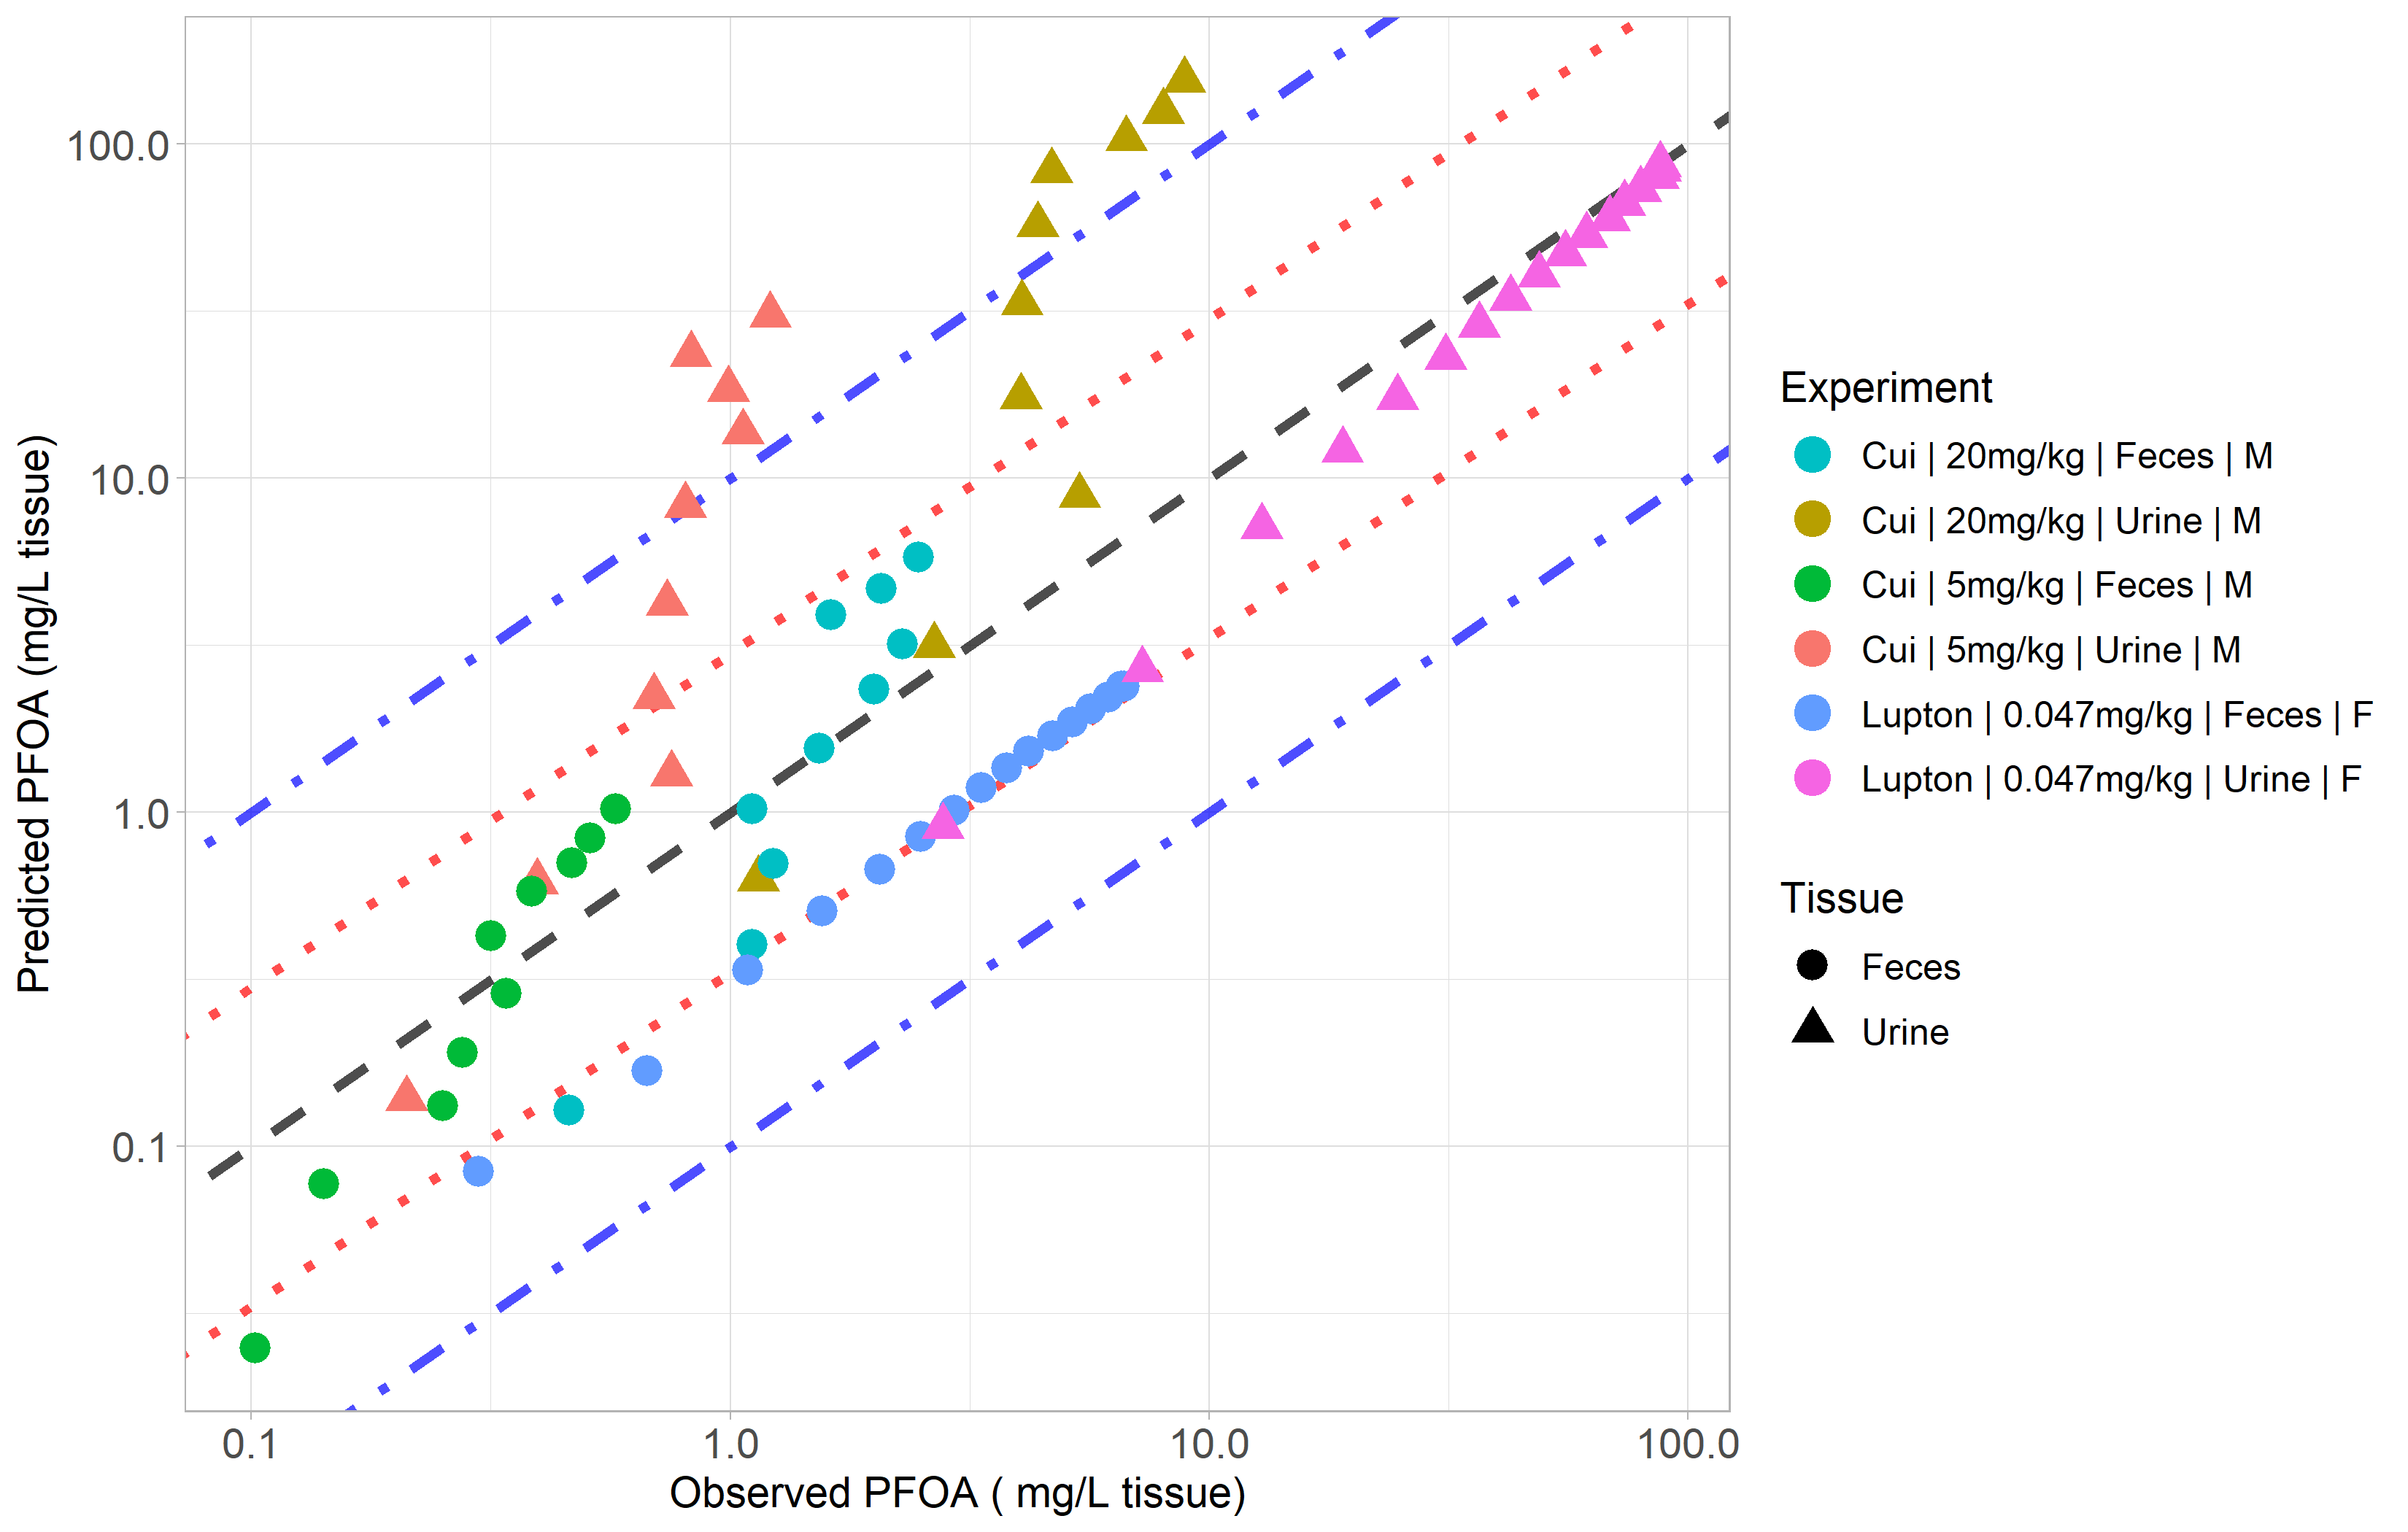 Predicted PFOA (mg/L tissue)
100.0
10.0
1.0
0.1
0.1
1.0
10.0
100.0
Observed PFOA ( mg/L tissue)
Experiment
Cui | 20mg/kg | Feces | M
Cui | 20mg/kg | Urine | M
Cui | 5mg/kg | Feces | M
Cui | 5mg/kg | Urine | M
Lupton | 0.047mg/kg | Feces | F
Lupton | 0.047mg/kg | Urine | F
Tissue
Feces
Urine